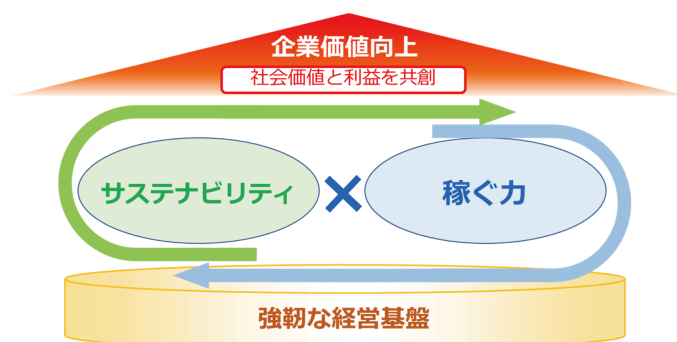 企業価値向上
社会価値と利益を共創
サステナビリティ
×
稼ぐ力
強靭な経営基盤